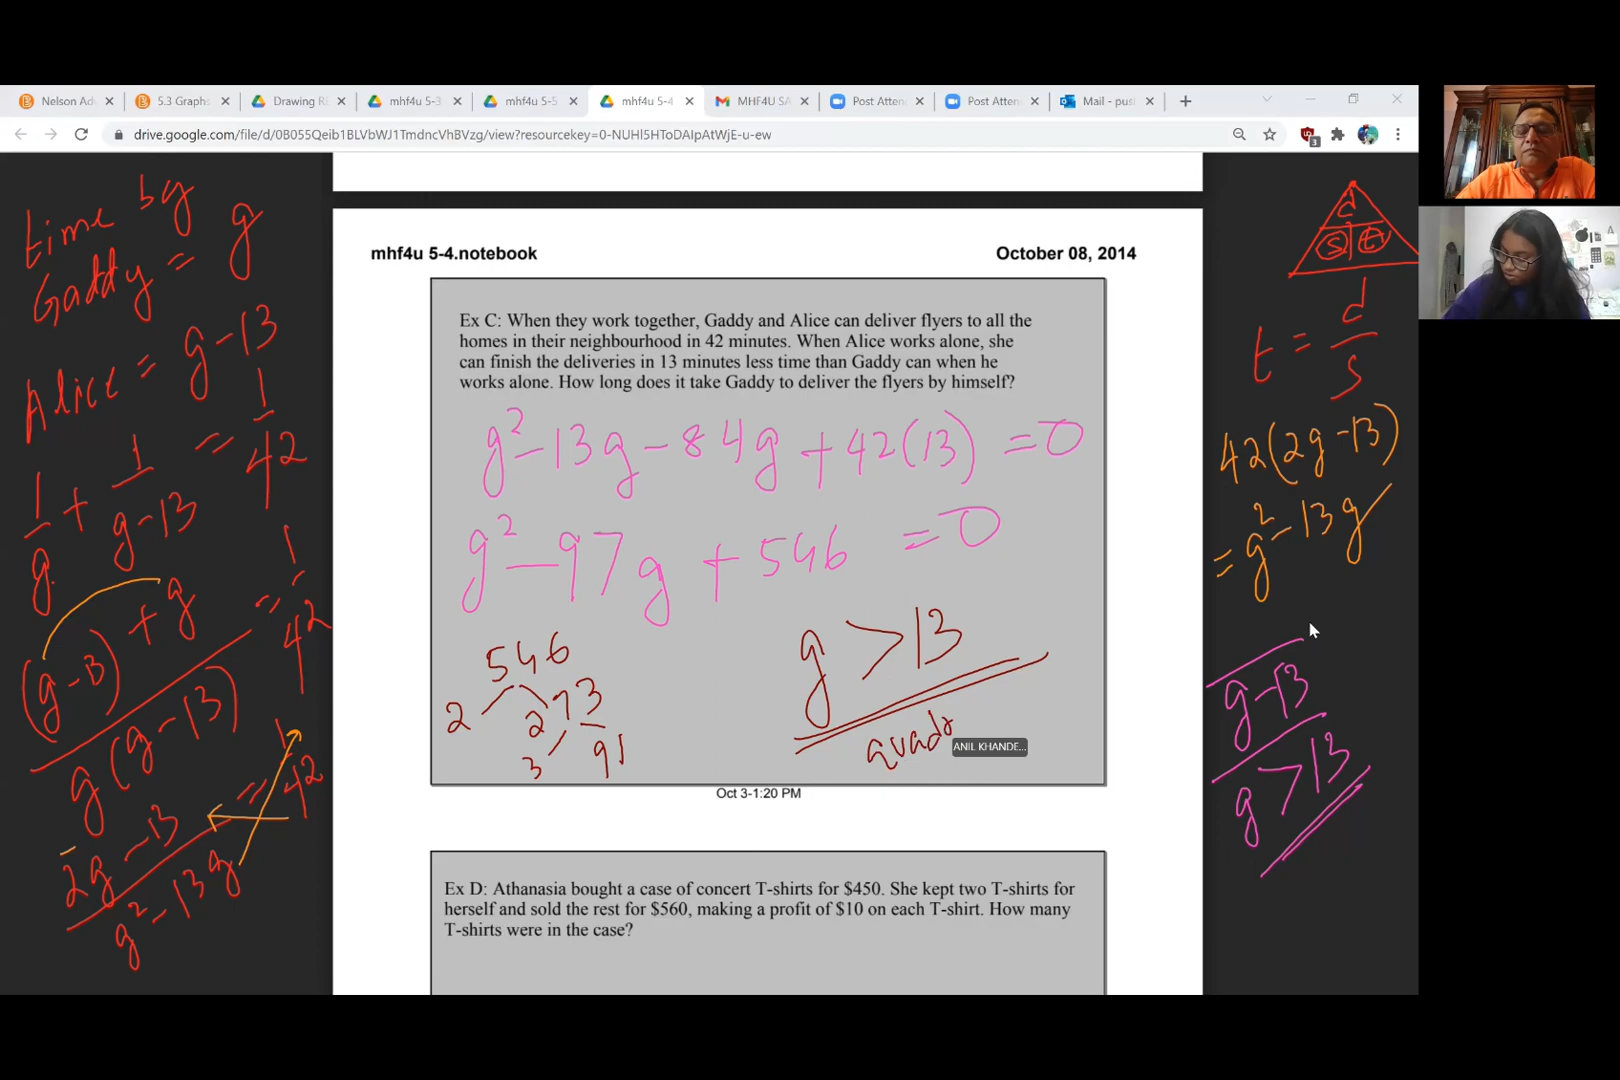 Nelson Ad
5.3 Graph
Drawing R
mhf4u 5-3
mhf4u 5-5
mhf4u 5-4
MHF4U SA
Post Atten
Post Atten
Mail - pus
drive.google.com/file/d/0B055Qeib1BLVbWJ1TmdncVhBVzg/view?resourcekey=0-NUHl5HToDAIpAtWjE-u-ew
3
time by
Gaddy = g
Alice = g-13
1/g + 1/g-13 = 1/42
(g-13) + g / g(g-13) = 1/42
2g-13 / g²-13g = 1/42
mhf4u 5-4.notebook
October 08, 2014
Ex C: When they work together, Gaddy and Alice can deliver flyers to all the
homes in their neighbourhood in 42 minutes. When Alice works alone, she
can finish the deliveries in 13 minutes less time than Gaddy can when he
works alone. How long does it take Gaddy to deliver the flyers by himself?
g²-13g-84g+42(13)=0
g²-97g+546=0
546
2 273
3 91
g>13
quad
ANIL KHANDE...
Oct 3-1:20 PM
Ex D: Athanasia bought a case of concert T-shirts for $450. She kept two T-shirts for
herself and sold the rest for $560, making a profit of $10 on each T-shirt. How many
T-shirts were in the case?
d
s t
t = d/s
42(2g-13)
= g²-13g
g-13
g>13